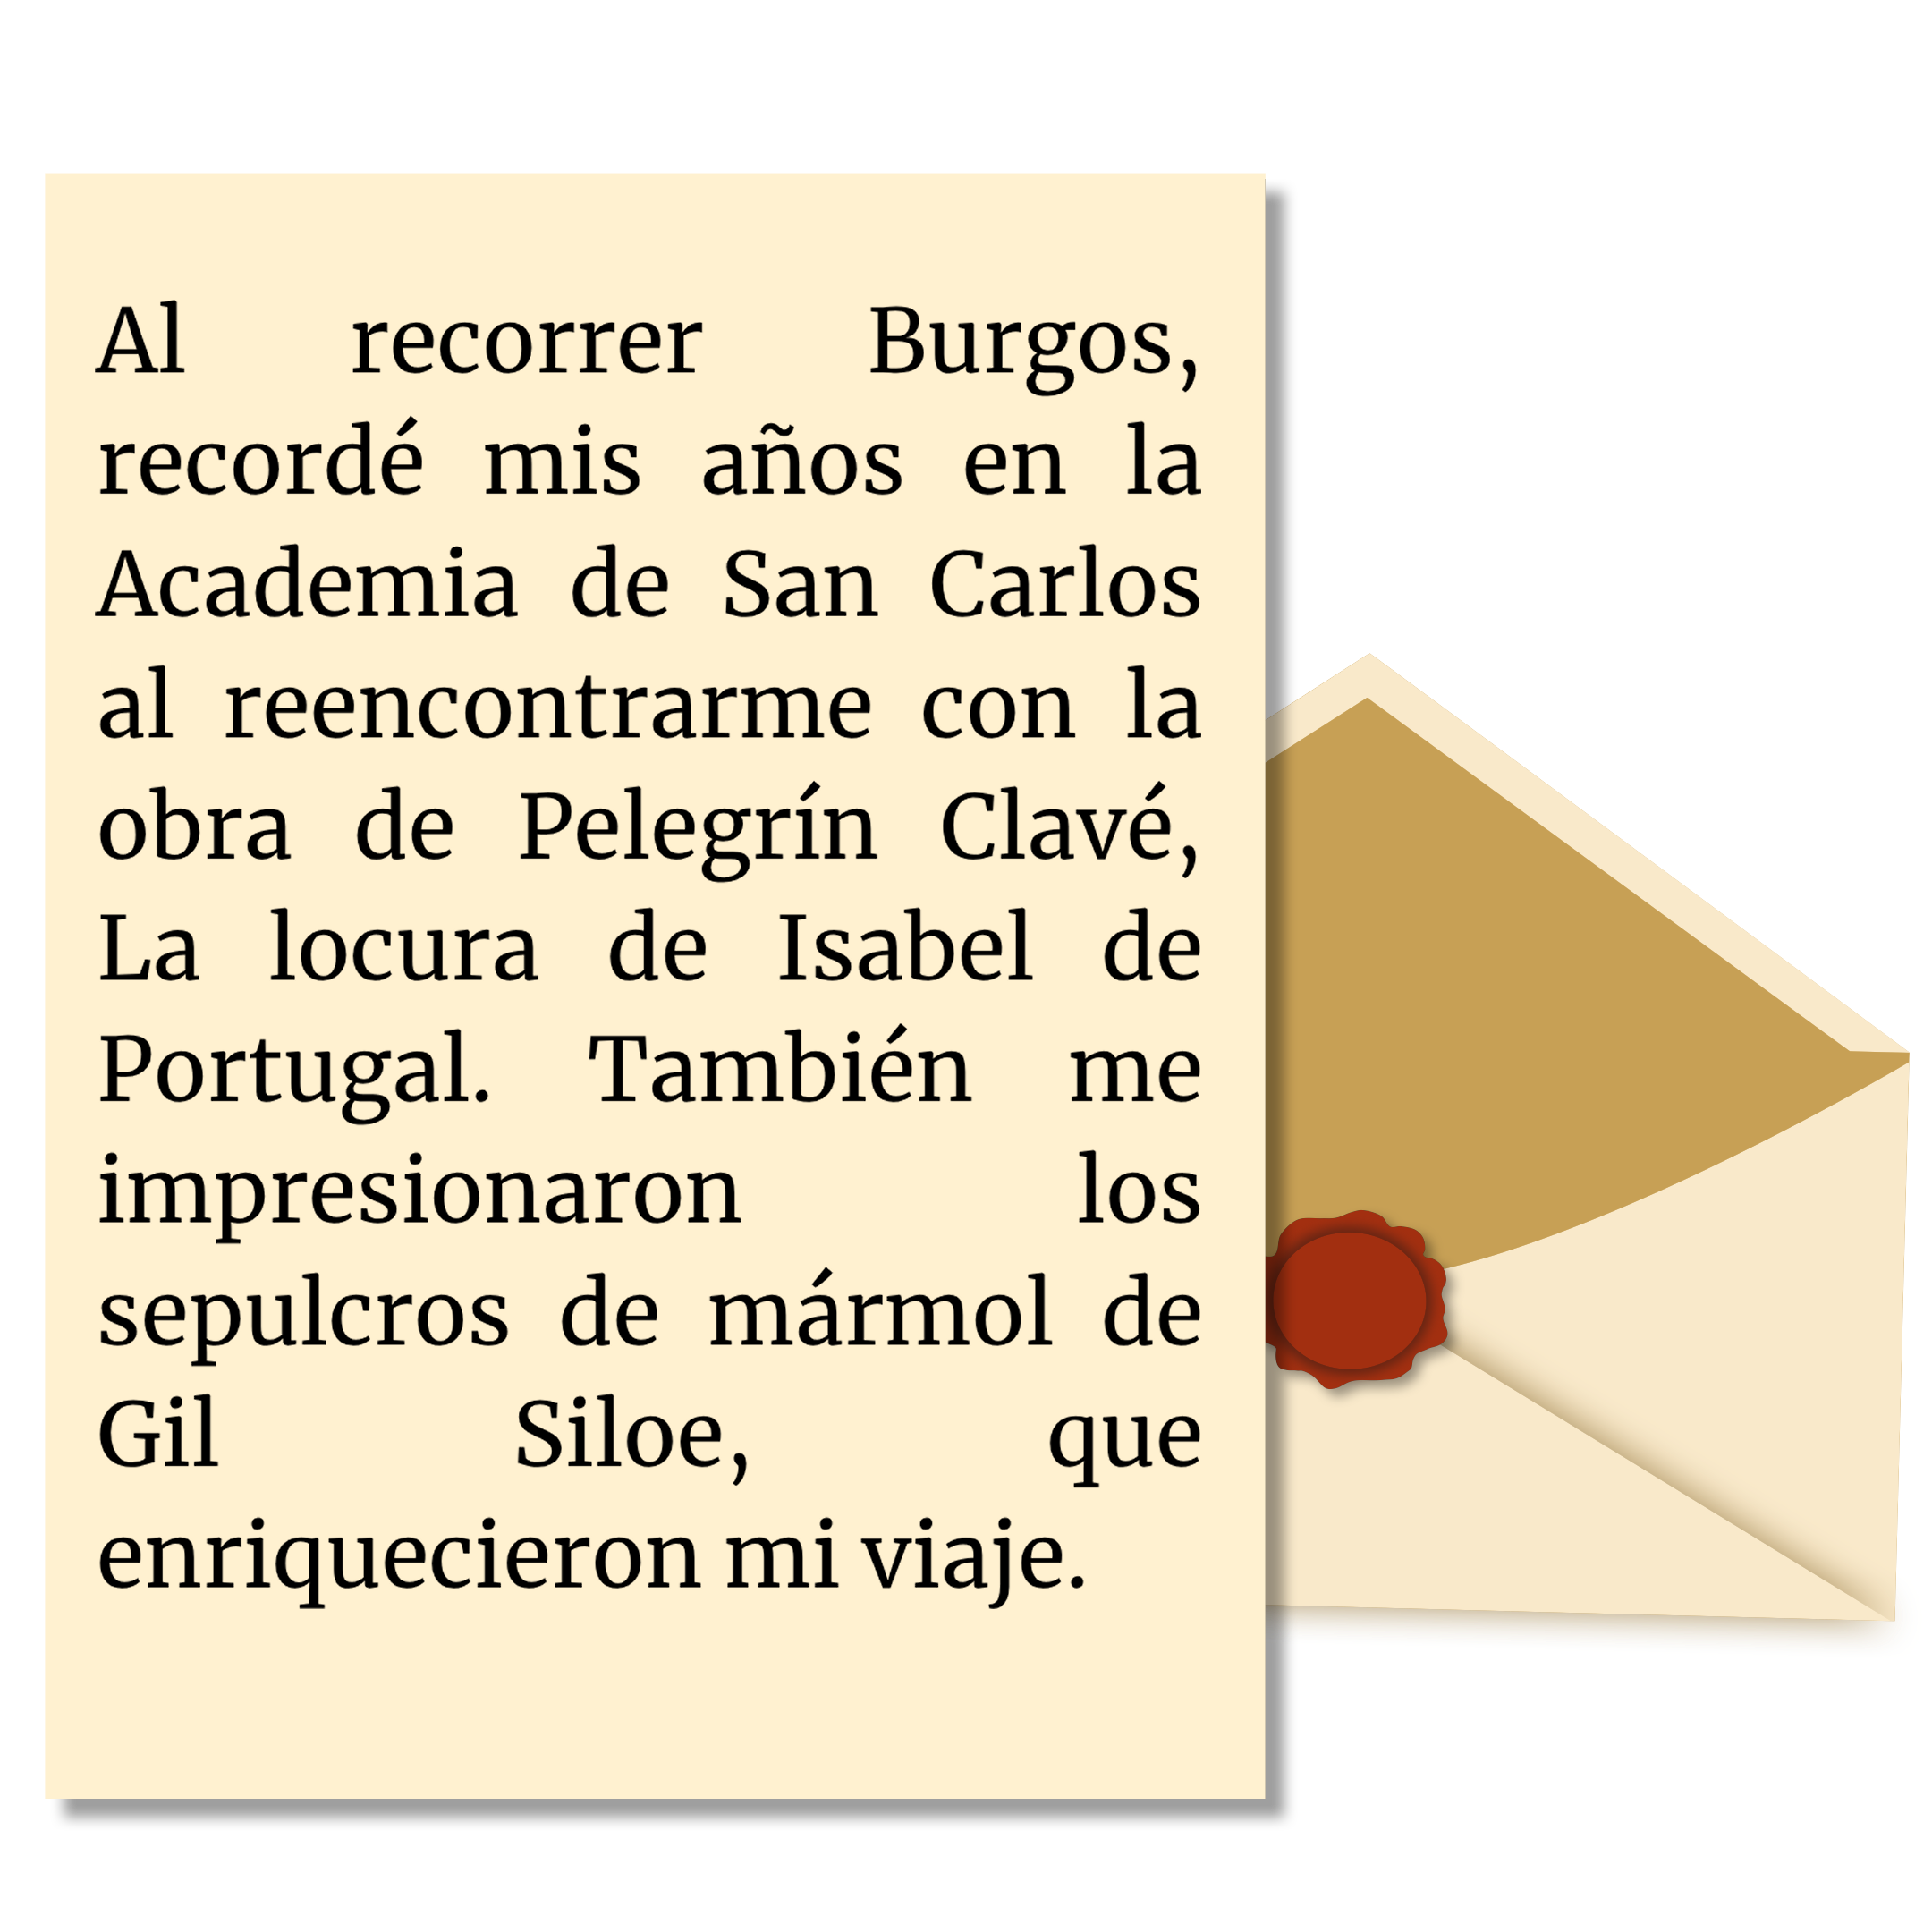 Al recorrer Burgos,
recordé mis años en la
Academia de San Carlos
al reencontrarme con la
obra de Pelegrín Clavé,
La locura de Isabel de
Portugal. También me
impresionaron los
sepulcros de mármol de
Gil Siloe, que
enriquecieron mi viaje.